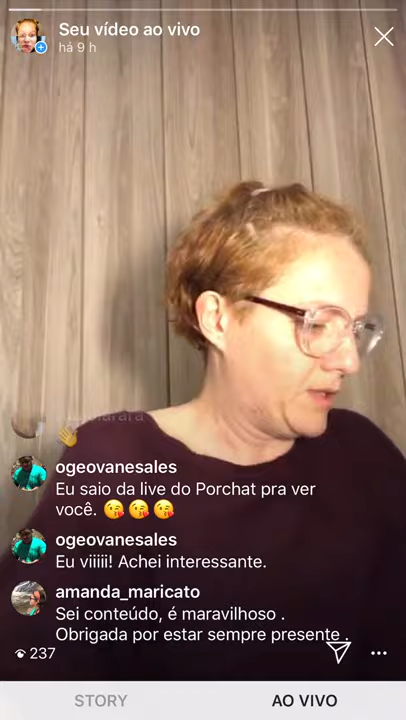 Seu vídeo ao vivo
há 9 h
ogeovanesales
Eu saio da live do Porchat pra ver
você. 😘 😘 😘
ogeovanesales
Eu viiiii! Achei interessante.
amanda_maricato
Sei conteúdo, é maravilhoso .
Obrigada por estar sempre presente .
237
STORY
AO VIVO